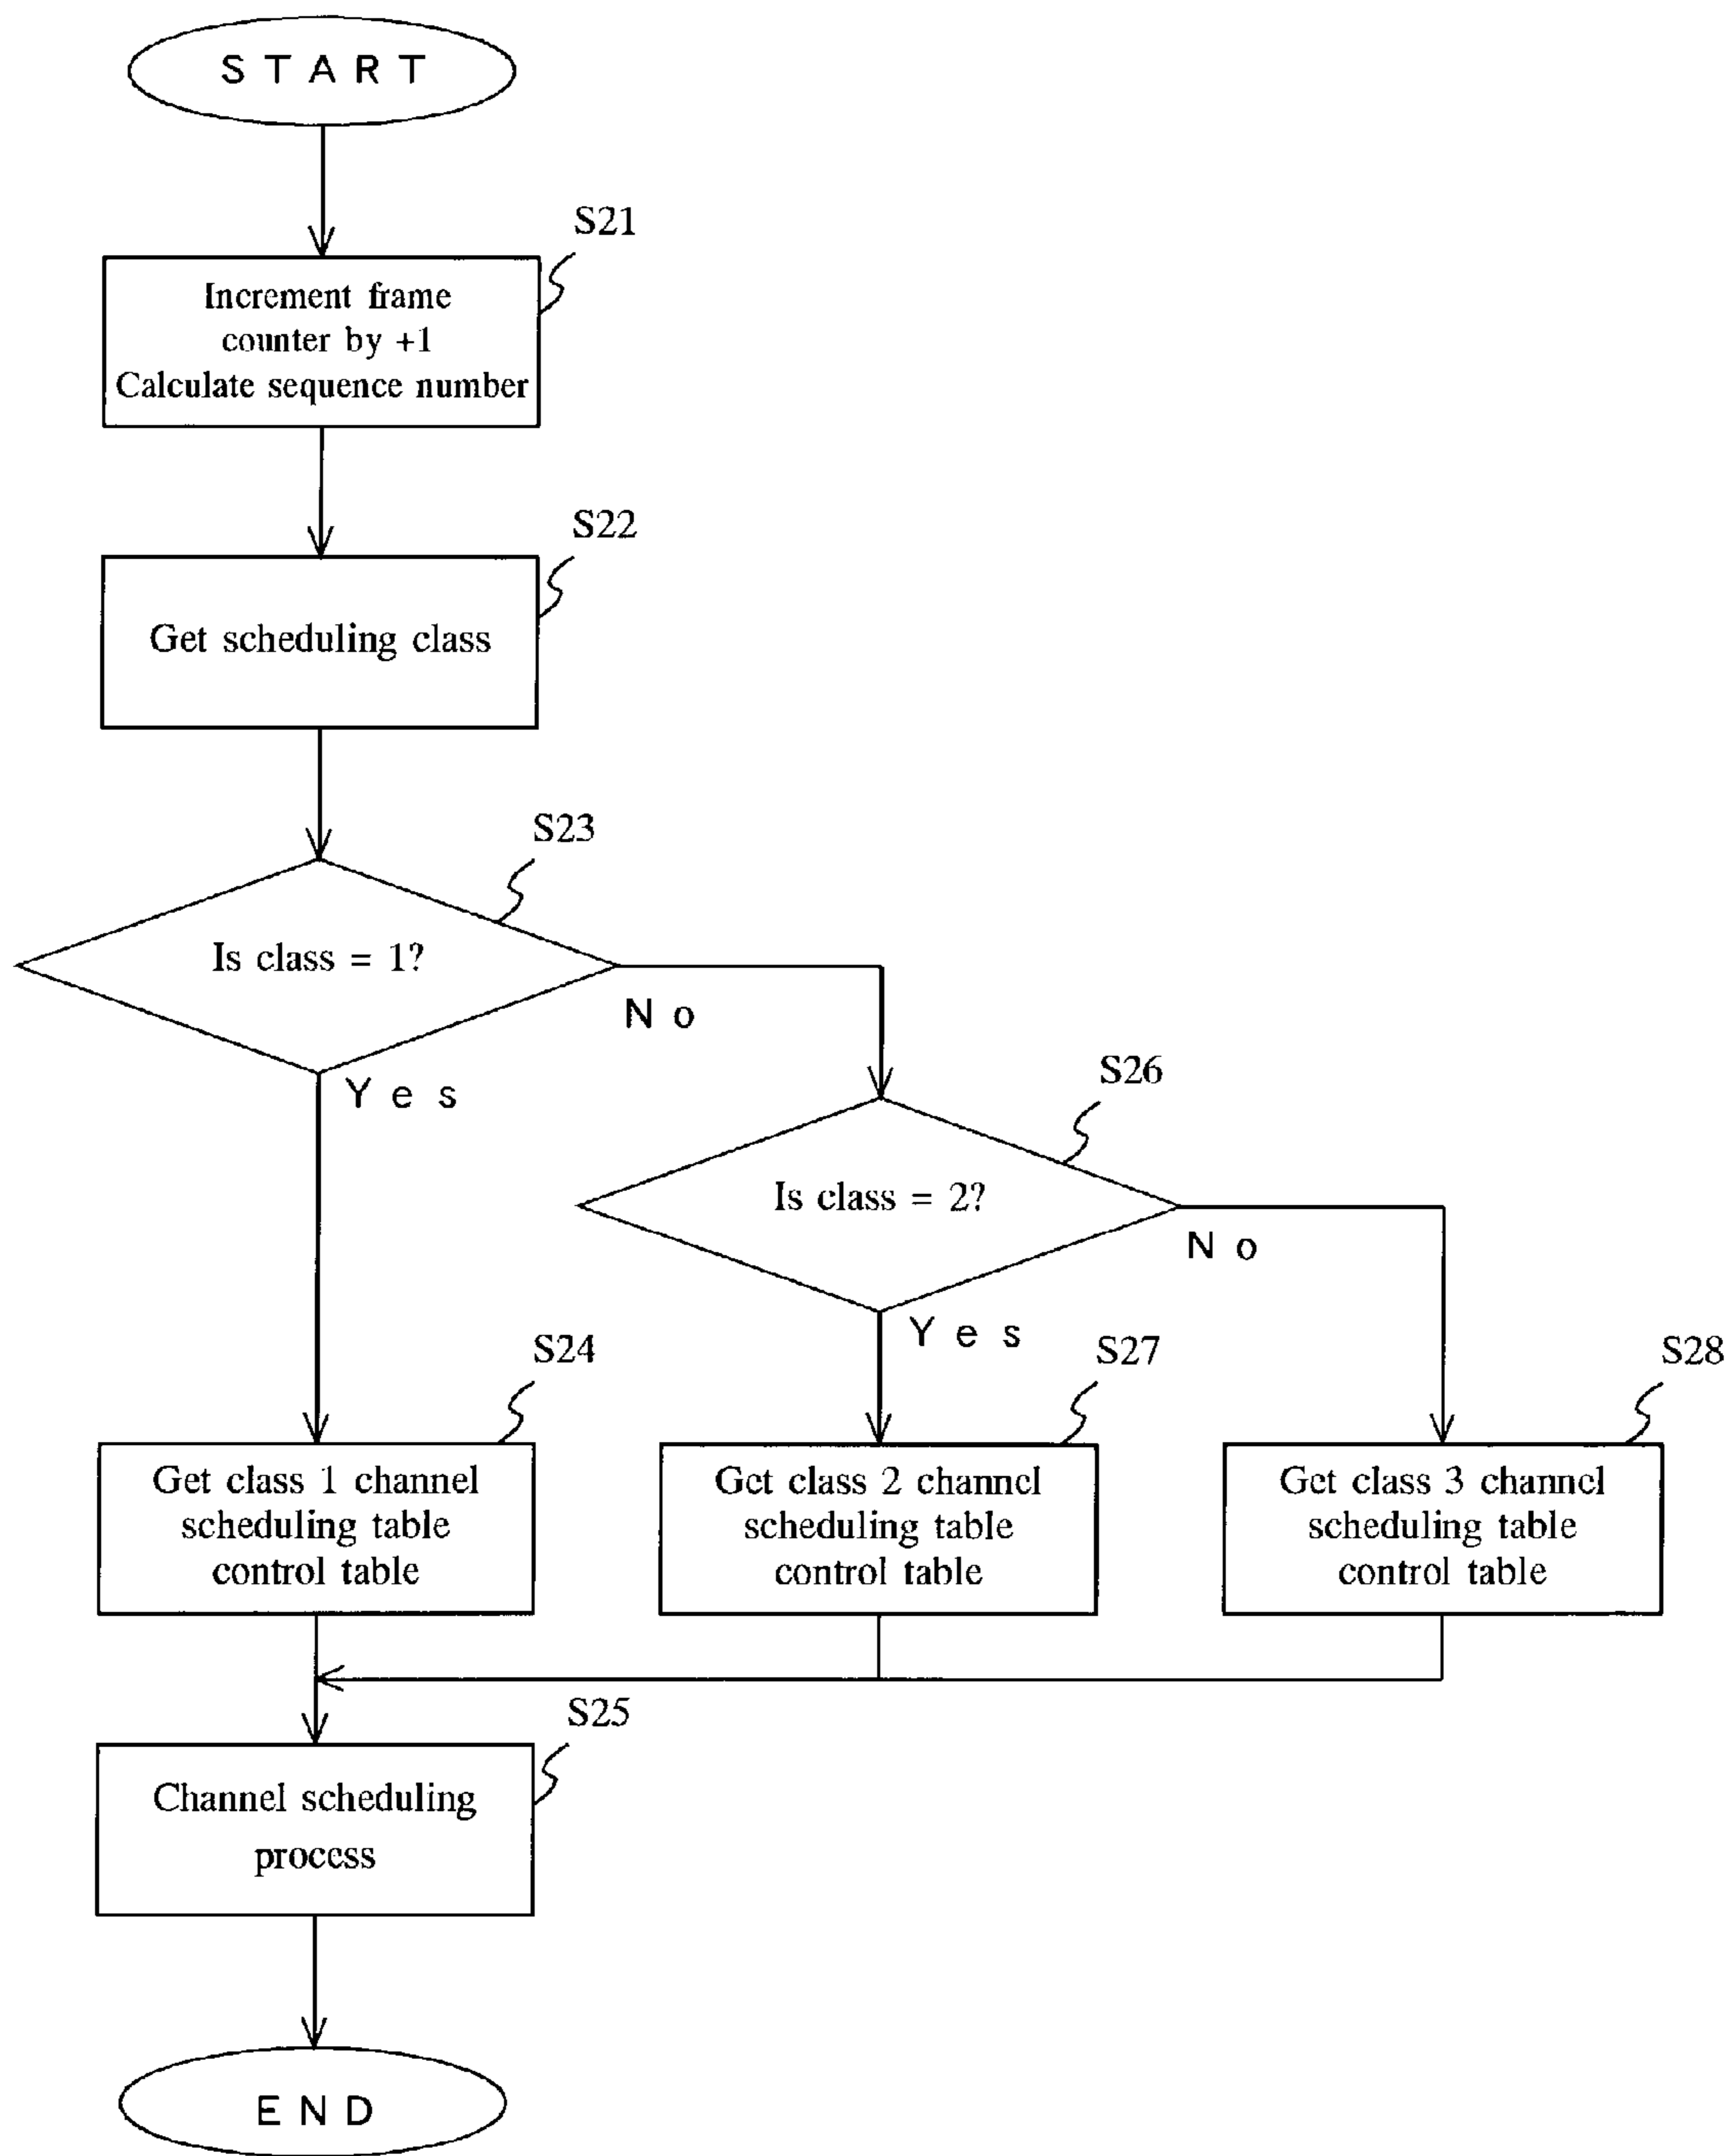 START
S21
Increment frame
counter by +1
Calculate sequence number
S22
Get scheduling class
S23
Is class = 1?
No
Yes
S26
Is class = 2?
No
Yes
S24
Get class 1 channel
scheduling table
control table
S27
Get class 2 channel
scheduling table
control table
S28
Get class 3 channel
scheduling table
control table
S25
Channel scheduling
process
END